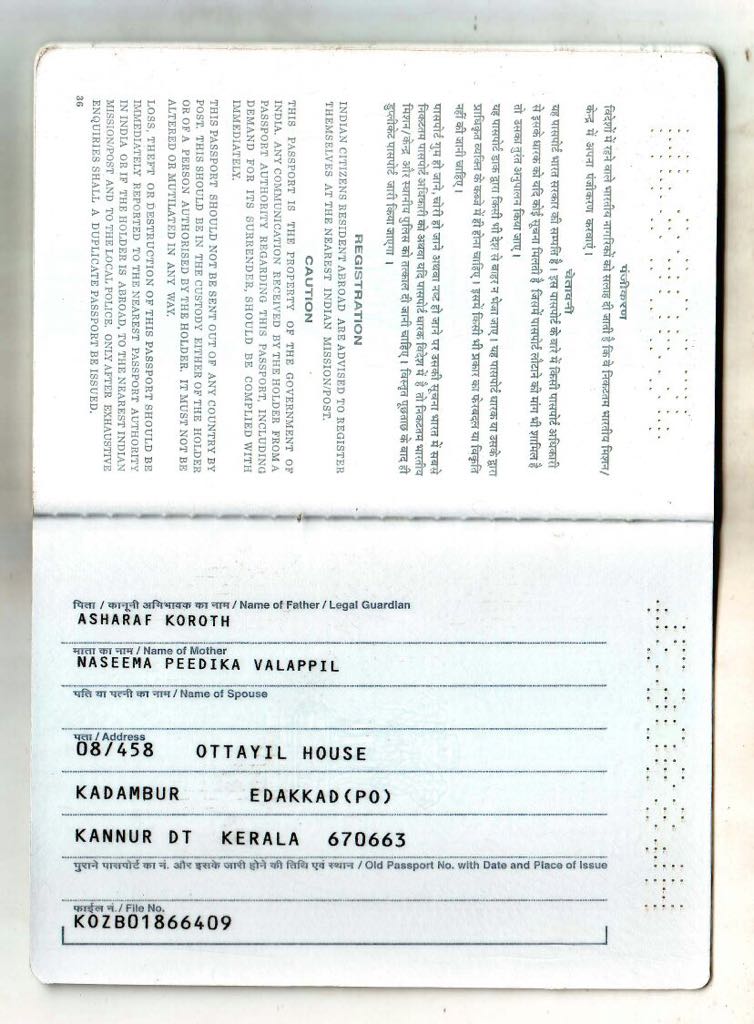 पंजीकरण
विदेशों में रहने वाले भारतीय नागरिकों को सलाह दी जाती है कि वे निकटतम भारतीय मिशन/
केन्द्र में अपना पंजीकरण करवाएं।
चेतावनी
यह पासपोर्ट भारत सरकार की सम्पत्ति है। इस पासपोर्ट के बारे में किसी पासपोर्ट अधिकारी
से इसके धारक को यदि कोई सूचना मिलती है, जिसमें पासपोर्ट लौटाने की मांग भी शामिल है
तो उसका तुरंत अनुपालन किया जाए।
यह पासपोर्ट डाक द्वारा किसी भी देश से बाहर न भेजा जाए। यह पासपोर्ट धारक या उसके द्वारा
प्राधिकृत व्यक्ति के कब्जे में ही होना चाहिए। इसमें किसी भी प्रकार का फेरबदल या विकृति
नहीं की जानी चाहिए।
पासपोर्ट गुम हो जाने, चोरी हो जाने अथवा नष्ट हो जाने पर उसकी सूचना भारत में सबसे
निकटतम पासपोर्ट अधिकारी को अथवा यदि पासपोर्ट धारक विदेश में है तो निकटतम भारतीय
मिशन/केन्द्र और स्थानीय पुलिस को तत्काल दी जानी चाहिए। विस्तृत पूछताछ के बाद ही
डुप्लीकेट पासपोर्ट जारी किया जाएगा।
REGISTRATION
INDIAN CITIZENS RESIDENT ABROAD ARE ADVISED TO REGISTER
THEMSELVES AT THE NEAREST INDIAN MISSION/POST.
CAUTION
THIS PASSPORT IS THE PROPERTY OF THE GOVERNMENT OF
INDIA. ANY COMMUNICATION RECEIVED BY THE HOLDER FROM A
PASSPORT AUTHORITY REGARDING THIS PASSPORT, INCLUDING
DEMAND FOR ITS SURRENDER, SHOULD BE COMPLIED WITH
IMMEDIATELY.
THIS PASSPORT SHOULD NOT BE SENT OUT OF ANY COUNTRY BY
POST. THIS SHOULD BE IN THE CUSTODY EITHER OF THE HOLDER
OR OF A PERSON AUTHORISED BY THE HOLDER. IT MUST NOT BE
ALTERED OR MUTILATED IN ANY WAY.
LOSS, THEFT OR DESTRUCTION OF THIS PASSPORT SHOULD BE
IMMEDIATELY REPORTED TO THE NEAREST PASSPORT AUTHORITY
IN INDIA OR IF THE HOLDER IS ABROAD, TO THE NEAREST INDIAN
MISSION/POST AND TO THE LOCAL POLICE. ONLY AFTER EXHAUSTIVE
ENQUIRIES SHALL A DUPLICATE PASSPORT BE ISSUED.
36
पिता / कानूनी अभिभावक का नाम / Name of Father / Legal Guardian
ASHARAF KOROTH
माता का नाम / Name of Mother
NASEEMA PEEDIKA VALAPPIL
पति या पत्नी का नाम / Name of Spouse
पता / Address
08/458 OTTAYIL HOUSE
KADAMBUR EDAKKAD(PO)
KANNUR DT KERALA 670663
पुराने पासपोर्ट का नं. और इसके जारी होने की तिथि एवं स्थान / Old Passport No. with Date and Place of Issue
फाईल नं./ File No.
KOZB01866409